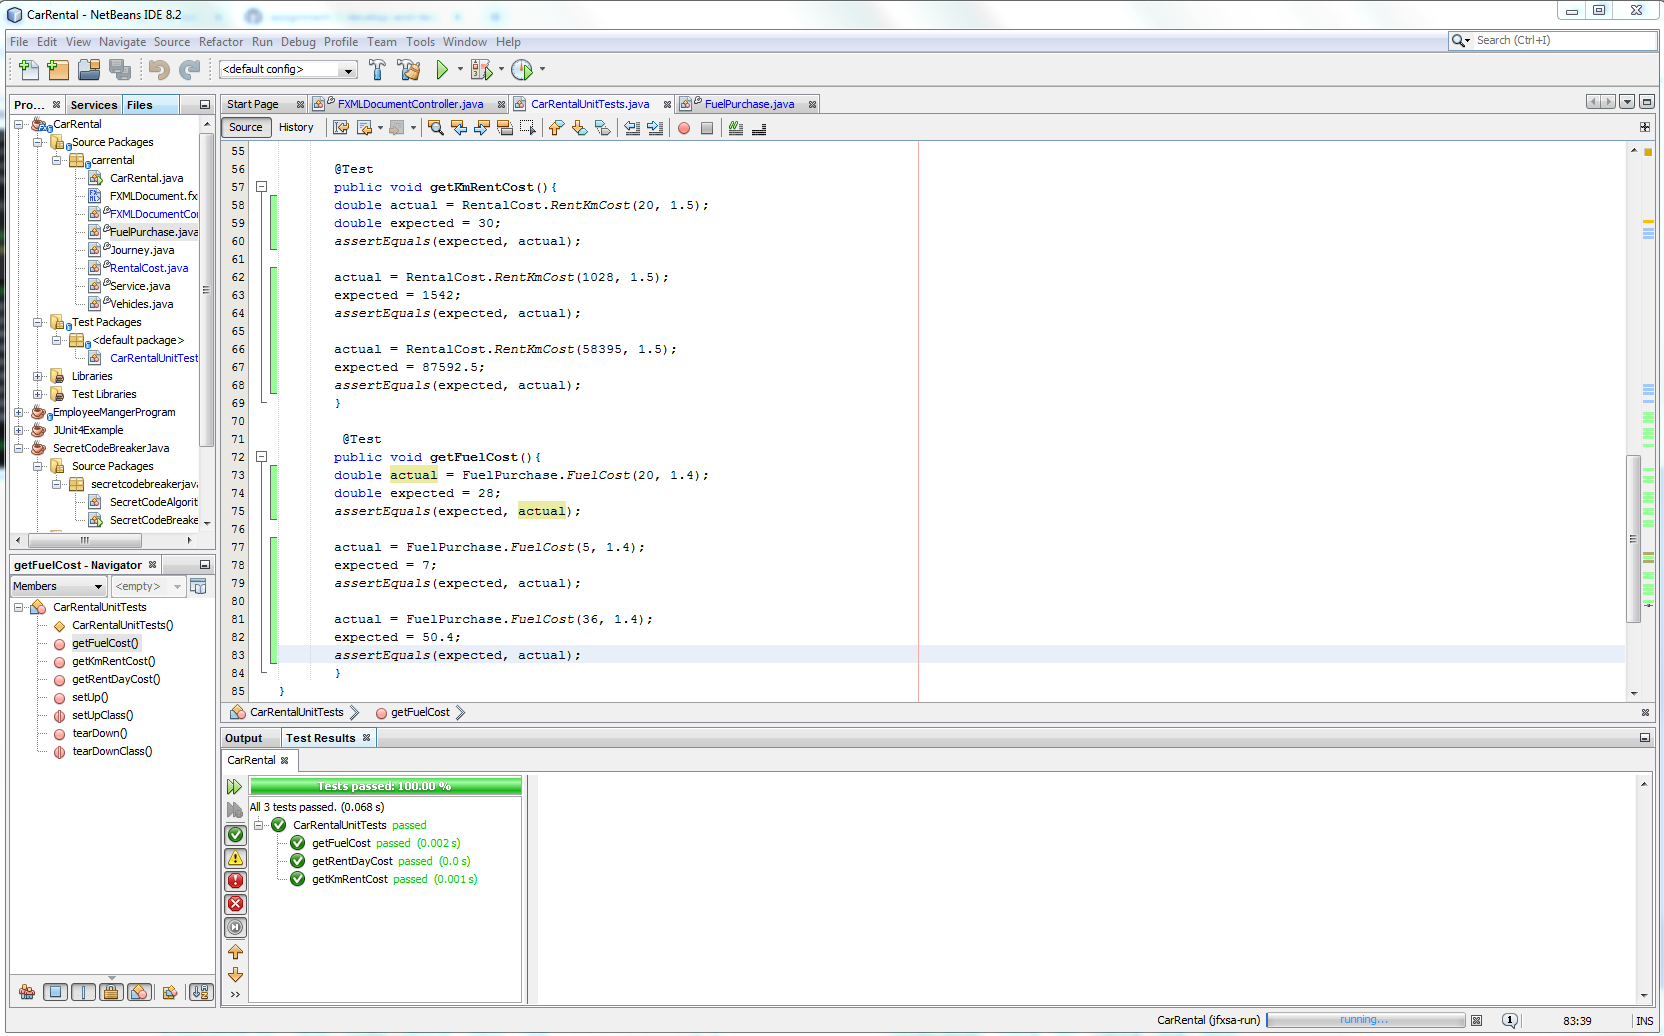 CarRental - NetBeans IDE 8.2
File Edit View Navigate Source Refactor Run Debug Profile Team Tools Window Help
Search (Ctrl+I)
<default config>
Pro... Services Files
CarRental
Source Packages
carrental
CarRental.java
FXMLDocument.fx
FXMLDocumentCo
FuelPurchase.java
Journey.java
RentalCost.java
Service.java
Vehicles.java
Test Packages
<default package>
CarRentalUnitTest
Libraries
Test Libraries
EmployeeMangerProgram
JUnit4Example
SecretCodeBreakerJava
Source Packages
secretcodebreakerjava
SecretCodeAlgorit
SecretCodeBreake
getFuelCost - Navigator
Members <empty>
CarRentalUnitTests
CarRentalUnitTests()
getFuelCost()
getKmRentCost()
getRentDayCost()
setUp()
setUpClass()
tearDown()
tearDownClass()
Start Page FXMLDocumentController.java CarRentalUnitTests.java FuelPurchase.java
Source History
55
56 @Test
57 public void getKmRentCost(){
58 double actual = RentalCost.RentKmCost(20, 1.5);
59 double expected = 30;
60 assertEquals(expected, actual);
61
62 actual = RentalCost.RentKmCost(1028, 1.5);
63 expected = 1542;
64 assertEquals(expected, actual);
65
66 actual = RentalCost.RentKmCost(58395, 1.5);
67 expected = 87592.5;
68 assertEquals(expected, actual);
69 }
70
71 @Test
72 public void getFuelCost(){
73 double actual = FuelPurchase.FuelCost(20, 1.4);
74 double expected = 28;
75 assertEquals(expected, actual);
76
77 actual = FuelPurchase.FuelCost(5, 1.4);
78 expected = 7;
79 assertEquals(expected, actual);
80
81 actual = FuelPurchase.FuelCost(36, 1.4);
82 expected = 50.4;
83 assertEquals(expected, actual);
84 }
85 }
CarRentalUnitTests getFuelCost
Output Test Results
CarRental
Tests passed: 100.00 %
All 3 tests passed. (0.068 s)
CarRentalUnitTests passed
getFuelCost passed (0.002 s)
getRentDayCost passed (0.0 s)
getKmRentCost passed (0.001 s)
CarRental (jfxsa-run) running... 1 83:39 INS